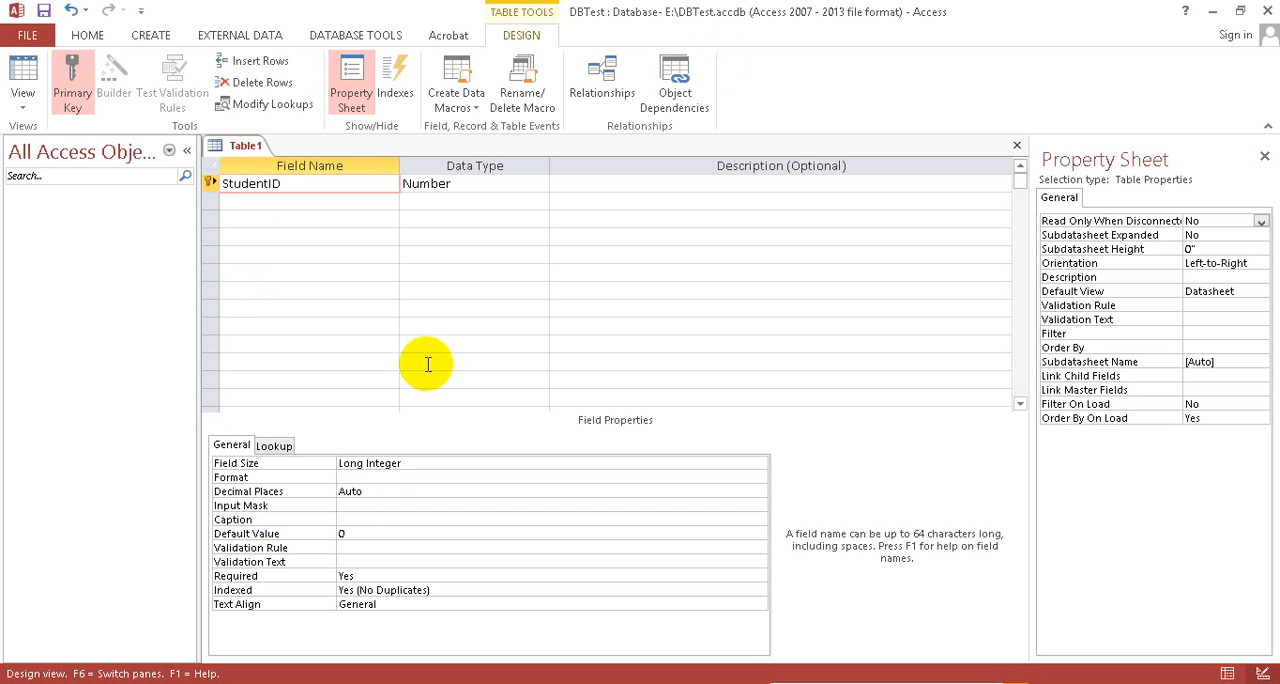 TABLE TOOLS
DBTest : Database- E:\DBTest.accdb (Access 2007 - 2013 file format) - Access
?
FILE HOME CREATE EXTERNAL DATA DATABASE TOOLS Acrobat DESIGN Sign in
View
Primary Key
Builder
Test Validation Rules
Insert Rows
Delete Rows
Modify Lookups
Property Sheet
Indexes
Create Data Macros
Rename/ Delete Macro
Relationships
Object Dependencies
Views Tools Show/Hide Field, Record & Table Events Relationships
All Access Obje... «
Search...
Table1
Field Name Data Type Description (Optional)
StudentID Number
Field Properties
General Lookup
Field Size Long Integer
Format
Decimal Places Auto
Input Mask
Caption
Default Value 0
Validation Rule
Validation Text
Required Yes
Indexed Yes (No Duplicates)
Text Align General
A field name can be up to 64 characters long,
including spaces. Press F1 for help on field
names.
Property Sheet
Selection type: Table Properties
General
Read Only When Disconnect No
Subdatasheet Expanded No
Subdatasheet Height 0"
Orientation Left-to-Right
Description
Default View Datasheet
Validation Rule
Validation Text
Filter
Order By
Subdatasheet Name [Auto]
Link Child Fields
Link Master Fields
Filter On Load No
Order By On Load Yes
Design view. F6 = Switch panes. F1 = Help.